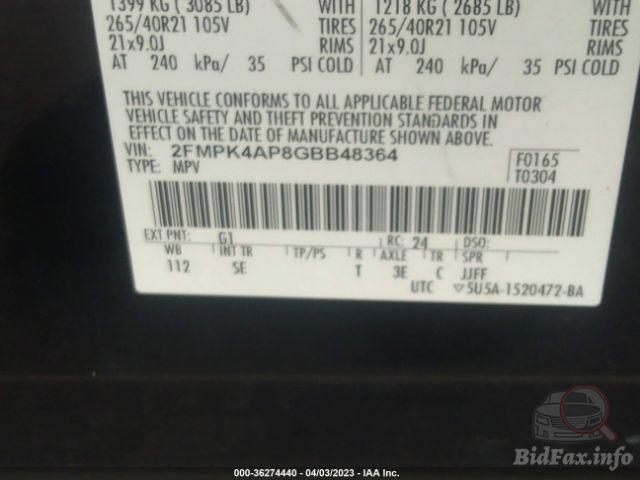 1399 KG ( 3085 LB) WITH 1218 KG ( 2685 LB) WITH
265/40R21 105V TIRES 265/40R21 105V TIRES
21x9.0J RIMS 21x9.0J RIMS
AT 240 kPa/ 35 PSI COLD AT 240 kPa/ 35 PSI COLD
THIS VEHICLE CONFORMS TO ALL APPLICABLE FEDERAL MOTOR
VEHICLE SAFETY AND THEFT PREVENTION STANDARDS IN
EFFECT ON THE DATE OF MANUFACTURE SHOWN ABOVE.
VIN: 2FMPK4AP8GBB48364 F0165
TYPE: MPV T0304
EXT PNT: G1 RC: 24 DSO:
WB INT TR TP/PS R AXLE TR SPR
112 SE T 3E C JJFF
UTC ▽5U5A-1520472-BA
BidFax.info
000-36274440 - 04/03/2023 - IAA Inc.